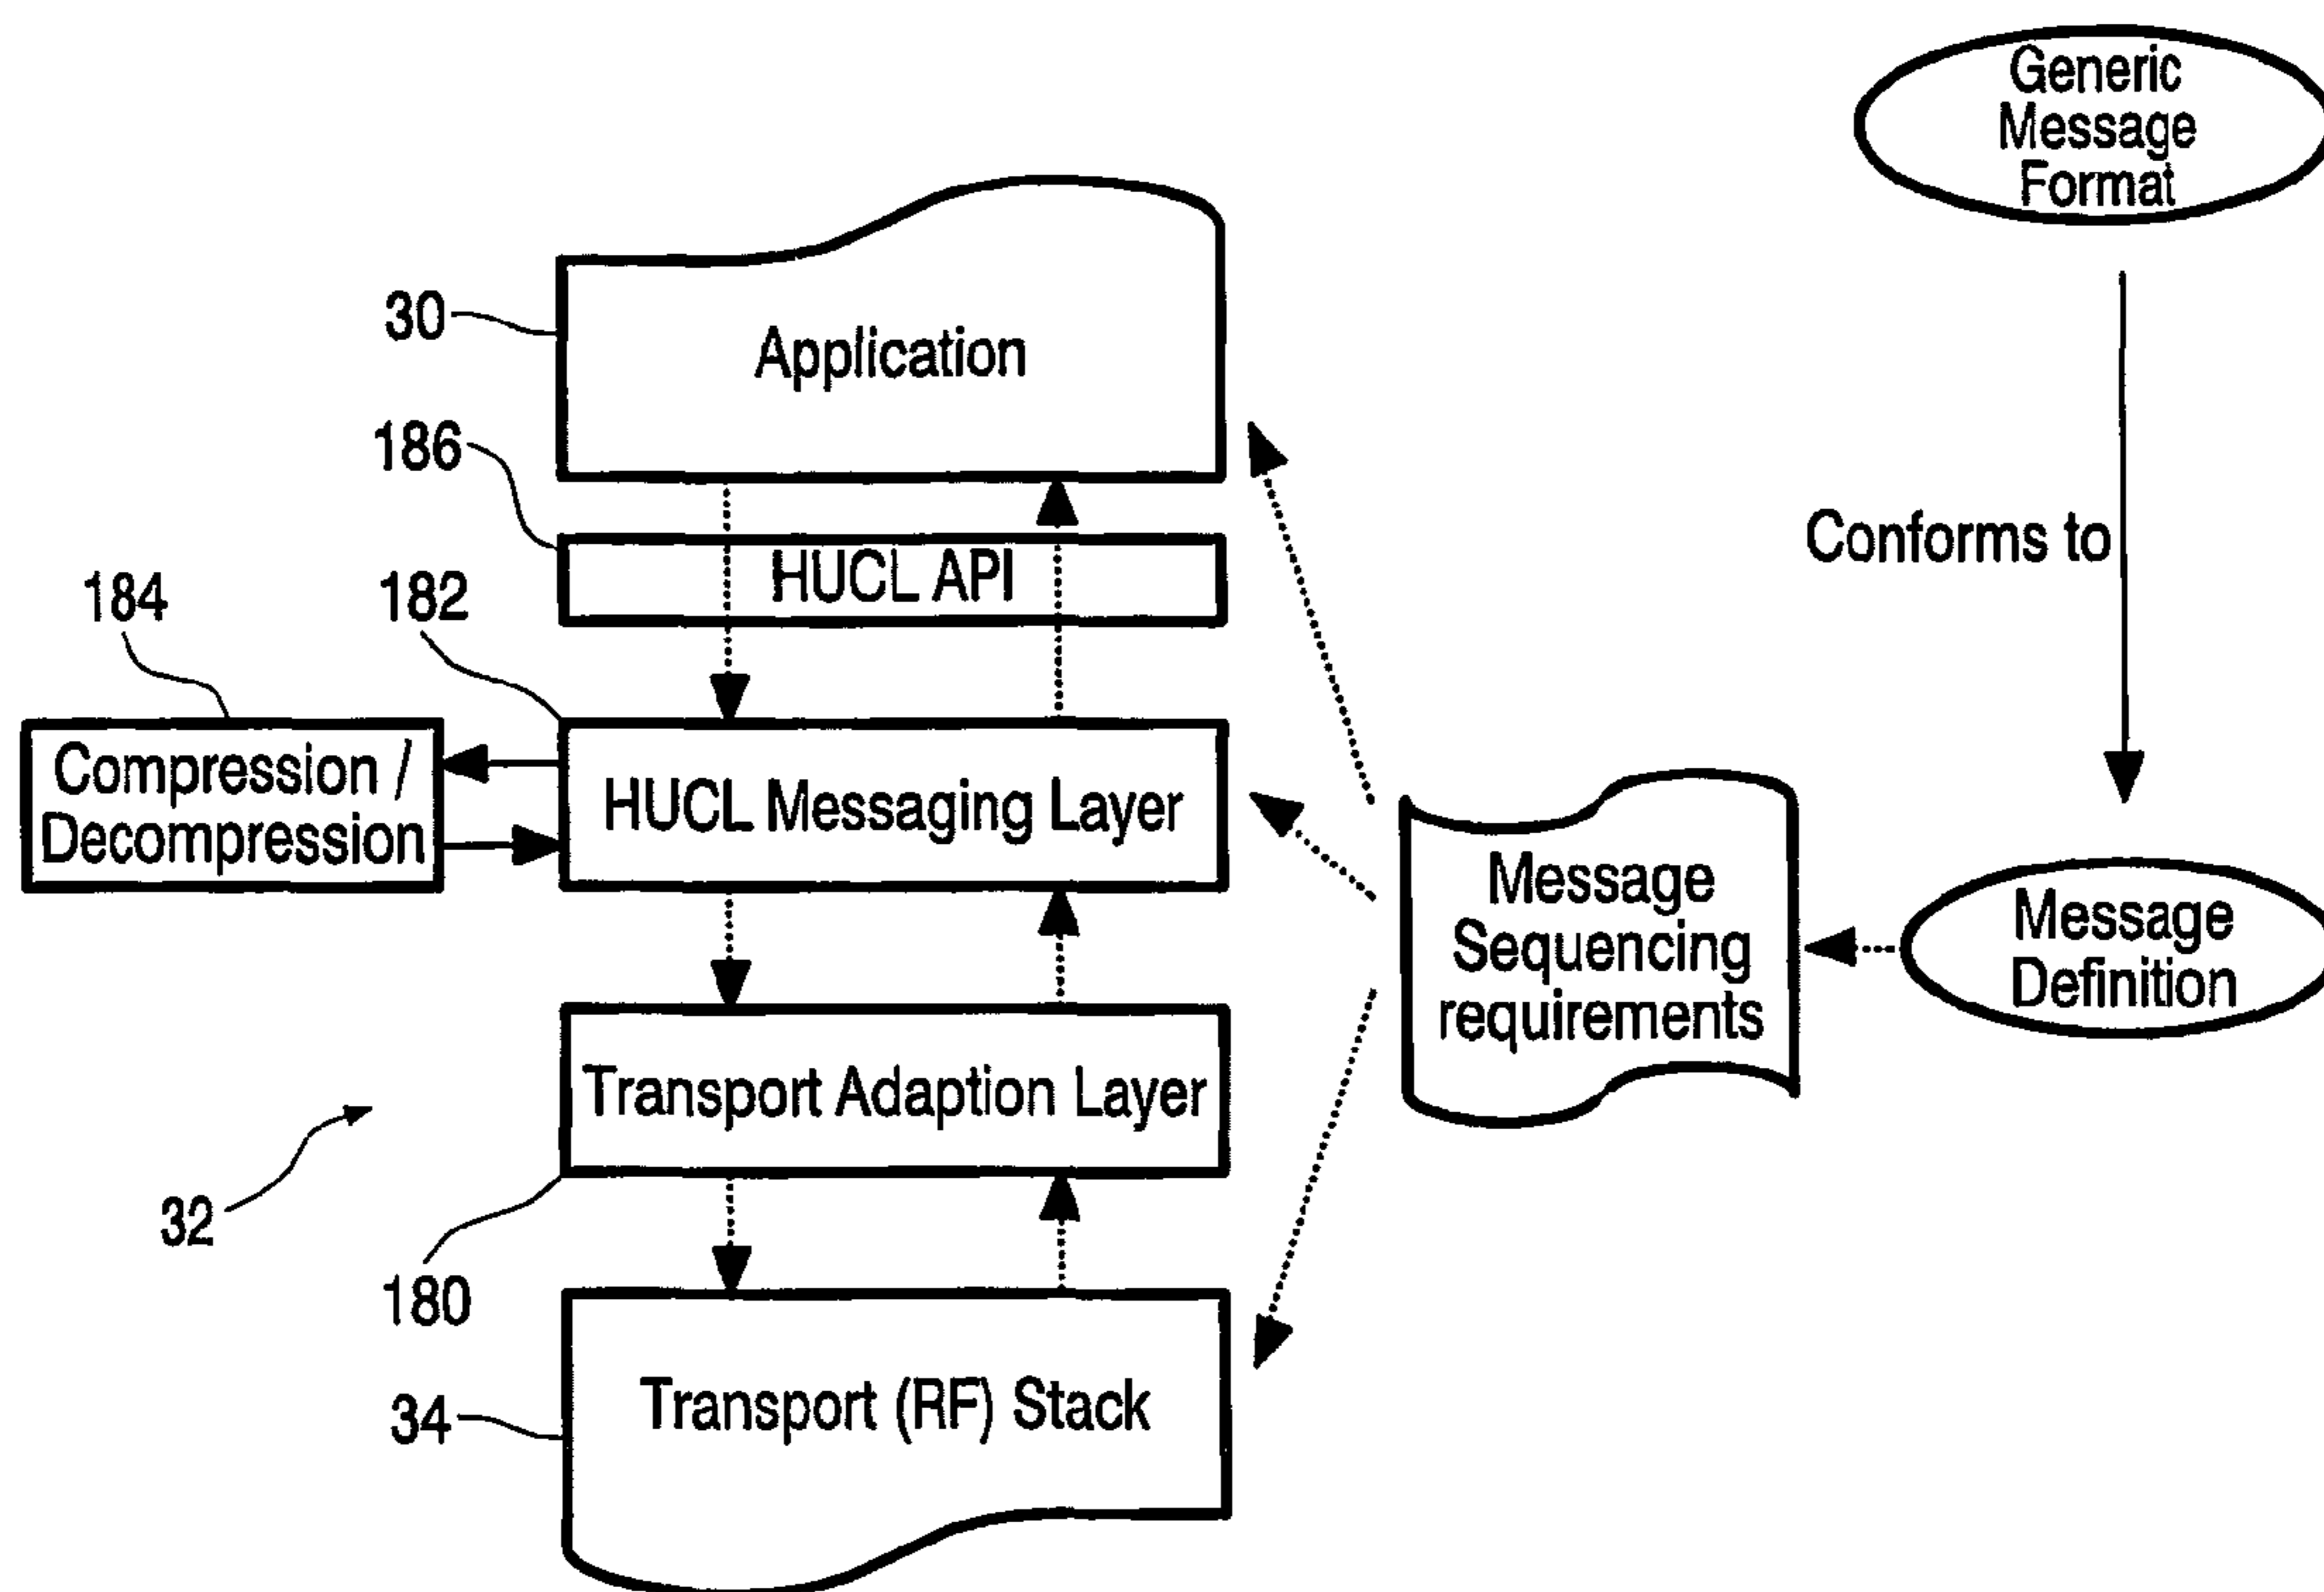 Generic
Message
Format
30
Application
186
HUCL API
Conforms to
184
182
Compression /
Decompression
HUCL Messaging Layer
Message
Sequencing
requirements
Message
Definition
Transport Adaption Layer
32
180
34
Transport (RF) Stack